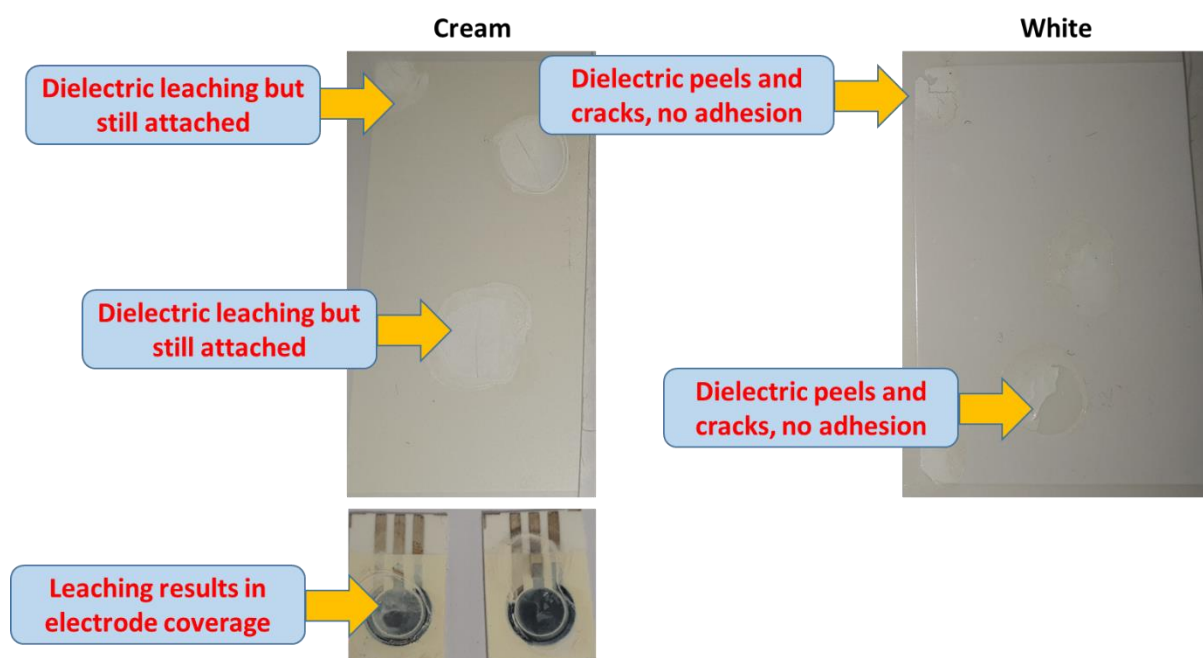 Cream
White
Dielectric leaching but
still attached
Dielectric peels and
cracks, no adhesion
Dielectric leaching but
still attached
Dielectric peels and
cracks, no adhesion
Leaching results in
electrode coverage